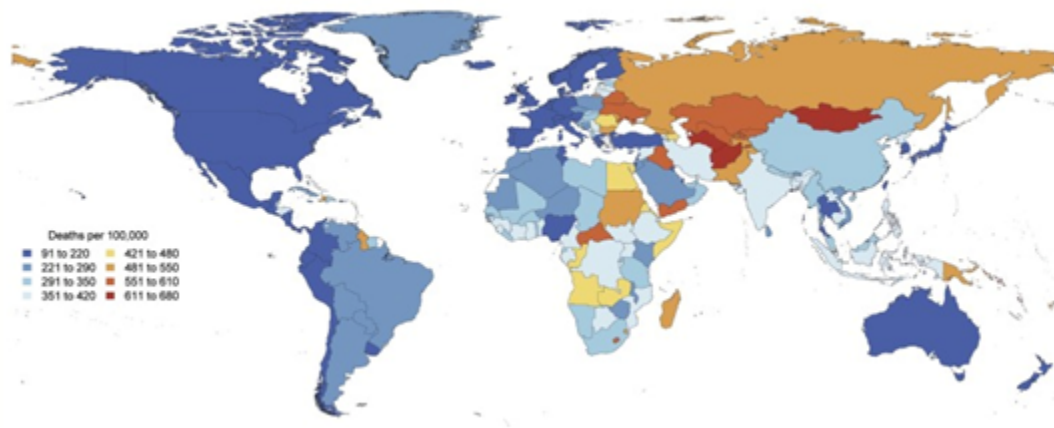 Deaths per 100,000
91 to 220 421 to 480
221 to 290 481 to 550
291 to 350 551 to 610
351 to 420 611 to 680